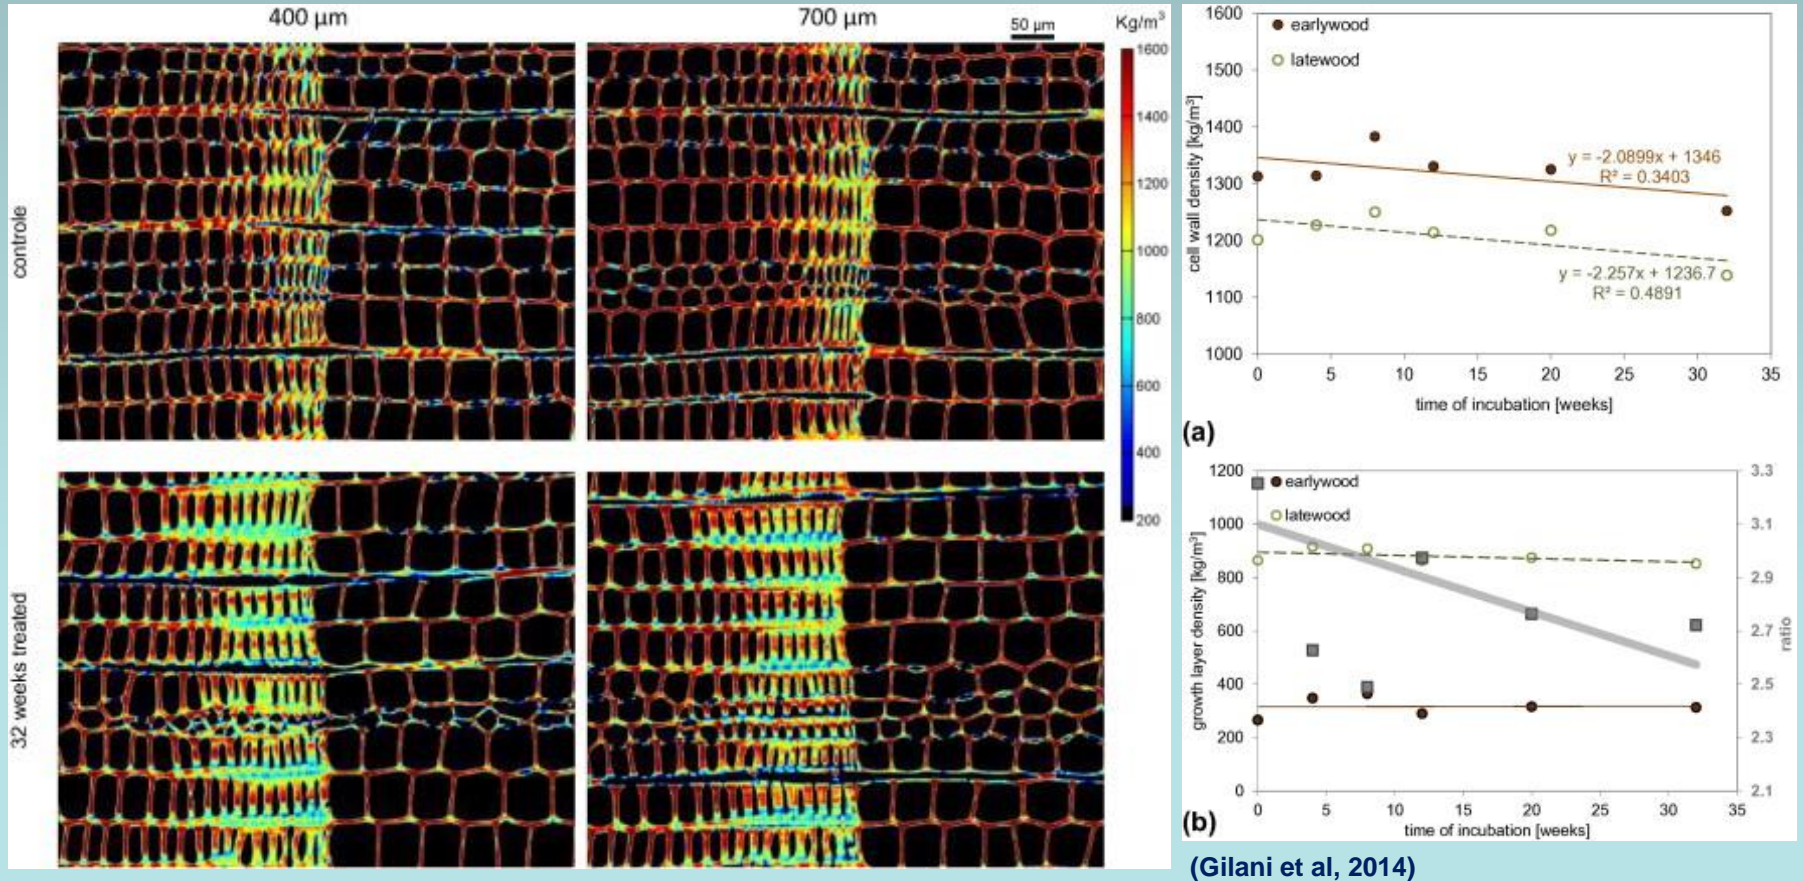 400 µm
700 µm
50 µm
Kg/m³
1600
1400
1200
1000
800
600
400
200
controle
32 weeks treated
1600
1500
1400
1300
1200
1100
1000
cell wall density [kg/m³]
earlywood
latewood
y = -2.0899x + 1346
R² = 0.3403
y = -2.257x + 1236.7
R² = 0.4891
0 5 10 15 20 25 30 35
time of incubation [weeks]
(a)
1200
1000
800
600
400
200
0
growth layer density [kg/m³]
earlywood
latewood
3.3
3.1
2.9
2.7
2.5
2.3
2.1
ratio
0 5 10 15 20 25 30 35
time of incubation [weeks]
(b)
(Gilani et al, 2014)